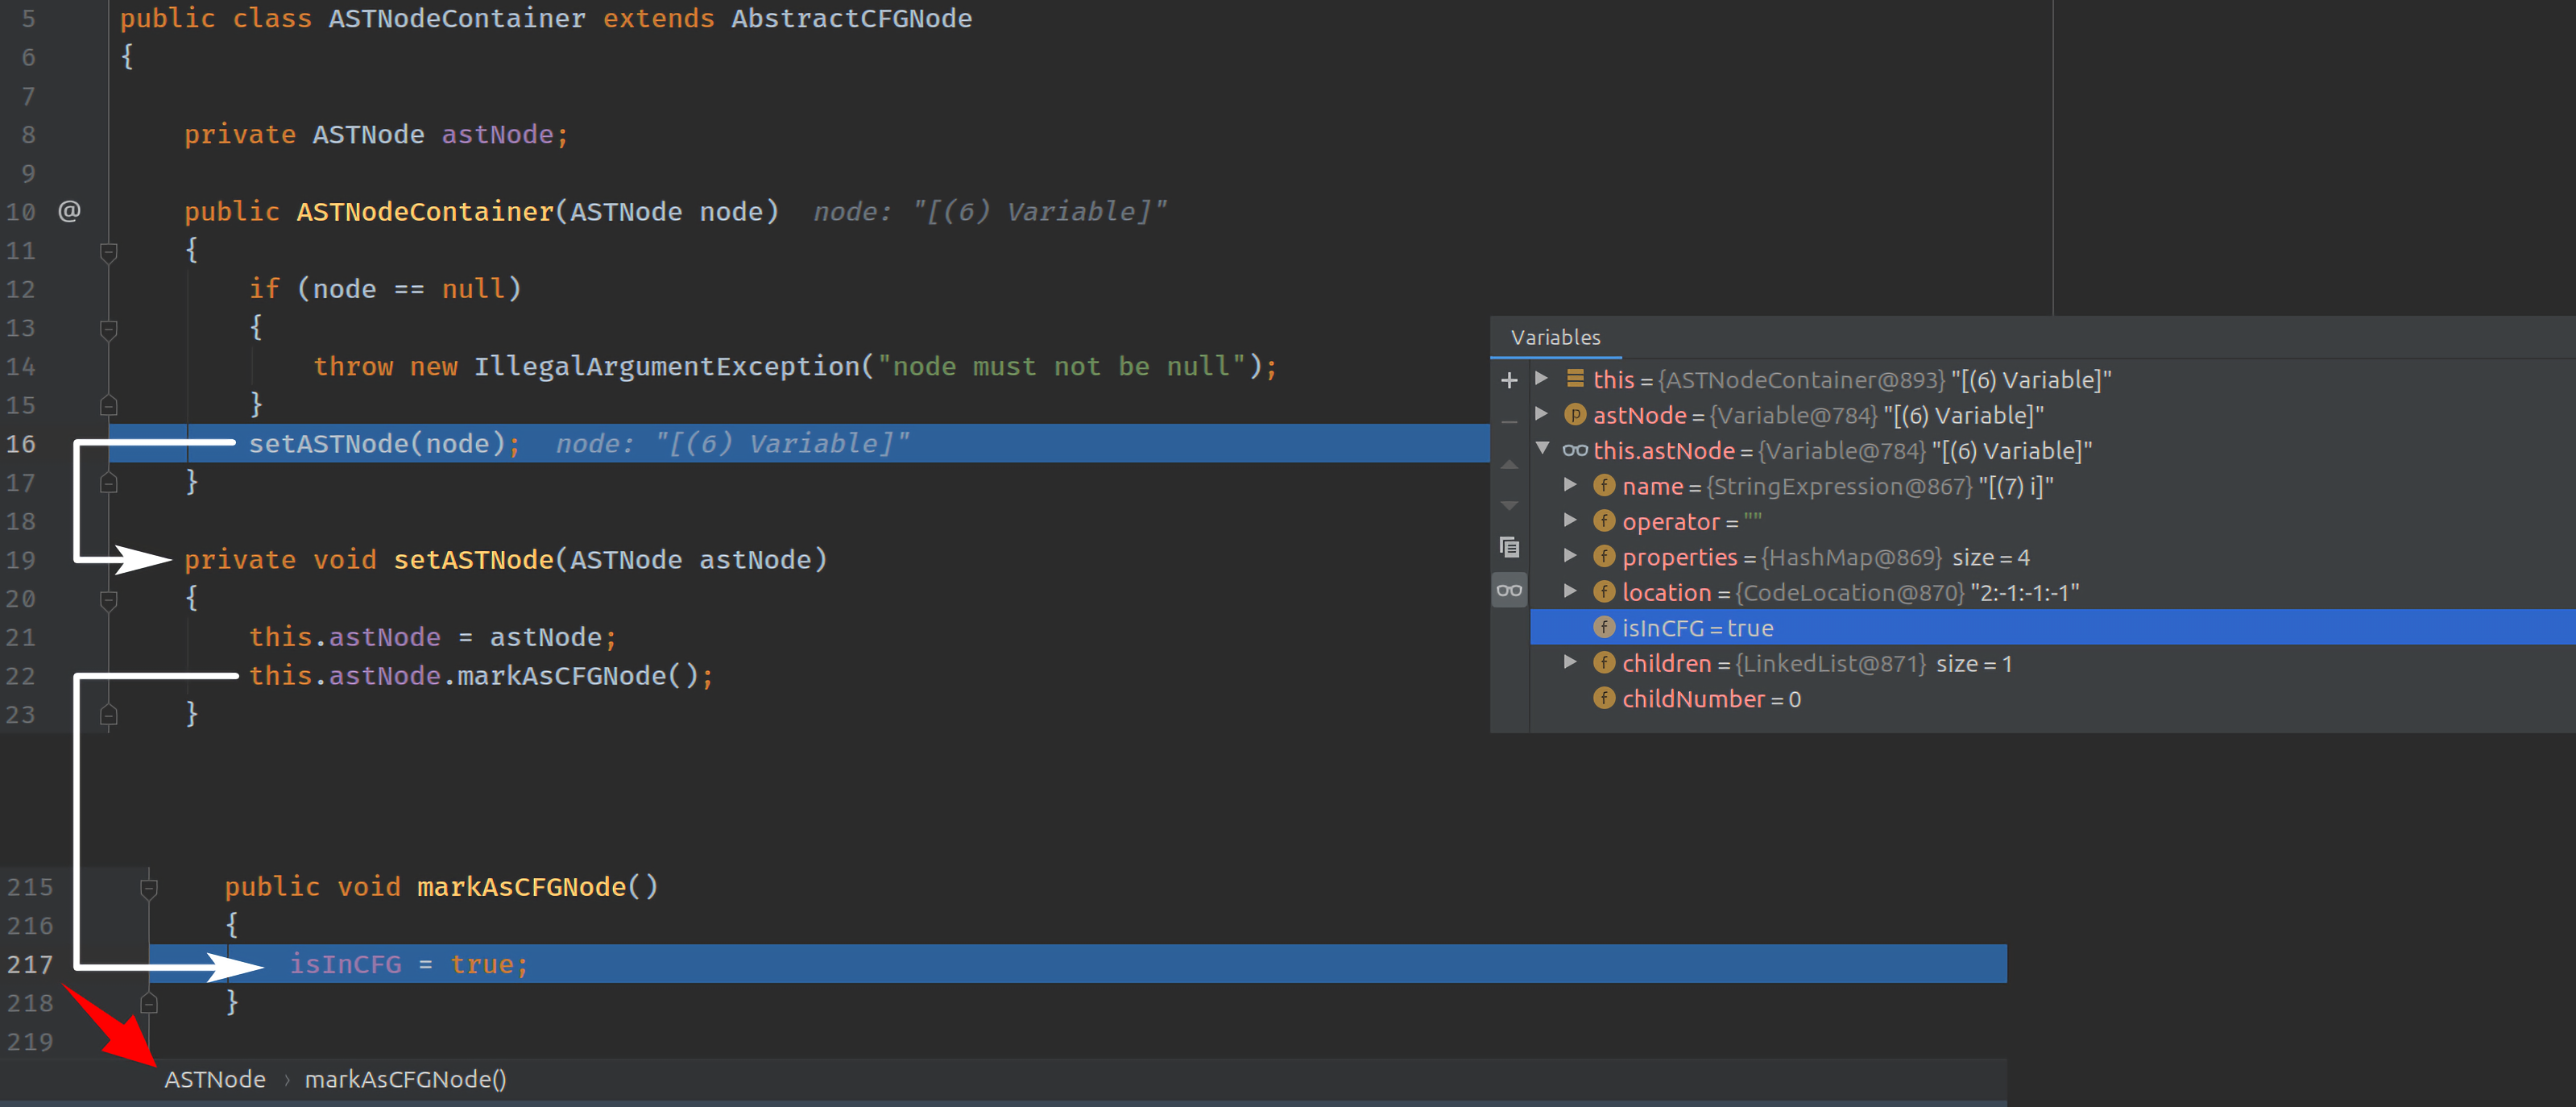 5 public class ASTNodeContainer extends AbstractCFGNode
6 {
7
8 private ASTNode astNode;
9
10 @ public ASTNodeContainer(ASTNode node) node: "[(6) Variable]"
11 {
12 if (node == null)
13 {
14 throw new IllegalArgumentException("node must not be null");
15 }
16 setASTNode(node); node: "[(6) Variable]"
17 }
18
19 private void setASTNode(ASTNode astNode)
20 {
21 this.astNode = astNode;
22 this.astNode.markAsCFGNode();
23 }
Variables
this = {ASTNodeContainer@893} "[(6) Variable]"
p astNode = {Variable@784} "[(6) Variable]"
this.astNode = {Variable@784} "[(6) Variable]"
f name = {StringExpression@867} "[(7) i]"
f operator = ""
f properties = {HashMap@869} size = 4
f location = {CodeLocation@870} "2:-1:-1:-1"
f isInCFG = true
f children = {LinkedList@871} size = 1
f childNumber = 0
215 public void markAsCFGNode()
216 {
217 isInCFG = true;
218 }
219
ASTNode › markAsCFGNode()